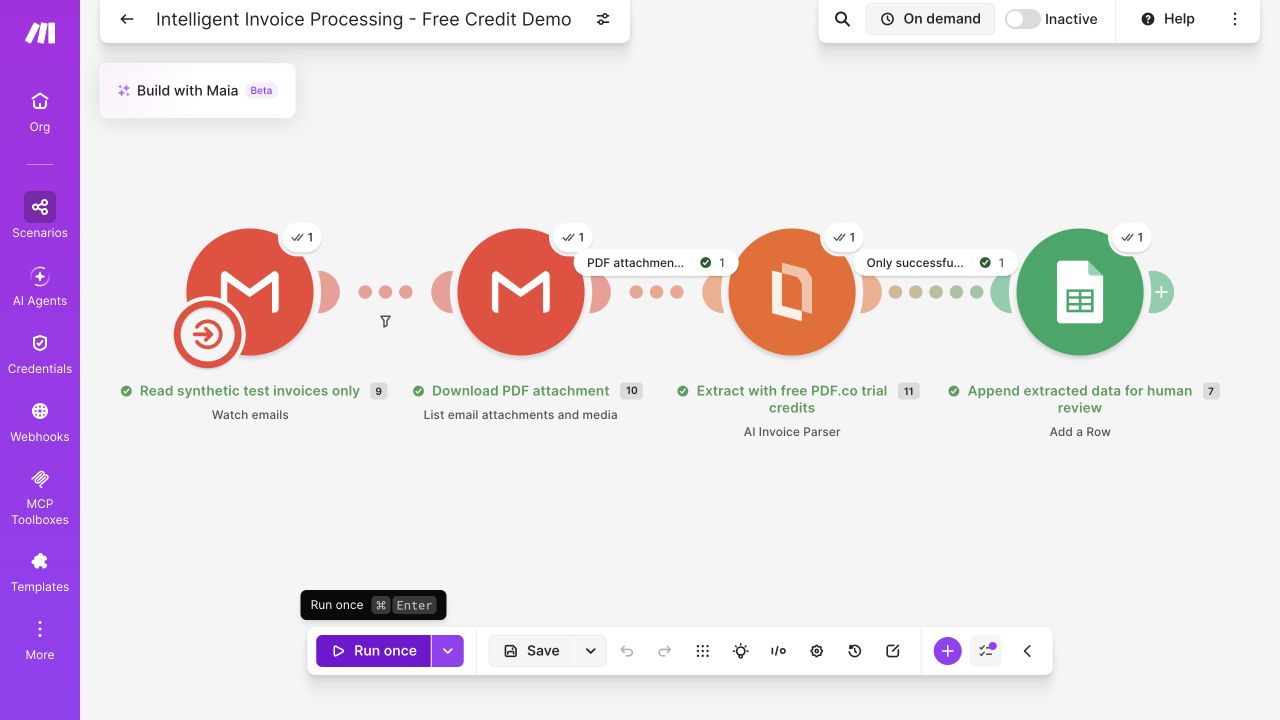 Intelligent Invoice Processing - Free Credit Demo
On demand
Inactive
Help
Build with Maia Beta
Org
Scenarios
AI Agents
Credentials
Webhooks
MCP
Toolboxes
Templates
More
1
1
PDF attachmen... 1
1
Only successfu... 1
1
Read synthetic test invoices only 9
Watch emails
Download PDF attachment 10
List email attachments and media
Extract with free PDF.co trial 11
credits
AI Invoice Parser
Append extracted data for human 7
review
Add a Row
Run once ⌘ Enter
Run once
Save
I/O